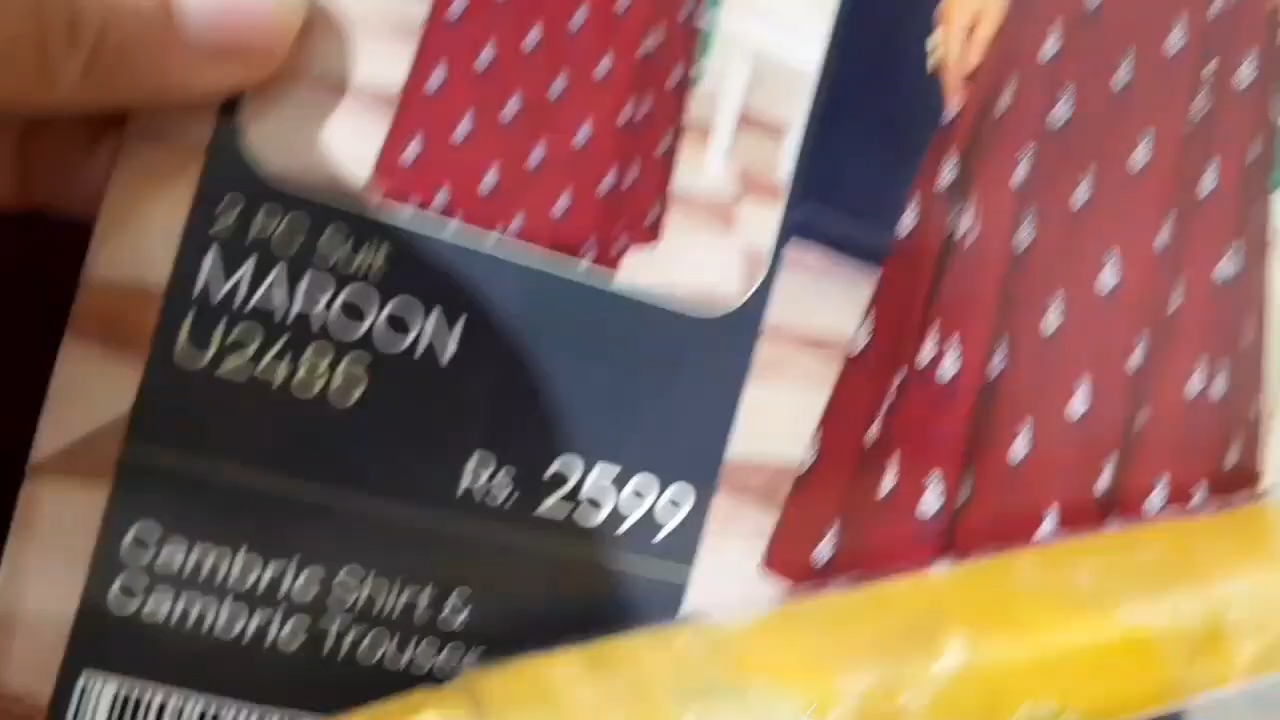 2 PC Suit
MAROON
U2486
Rs. 2599
Cambric Shirt &
Cambric Trouser